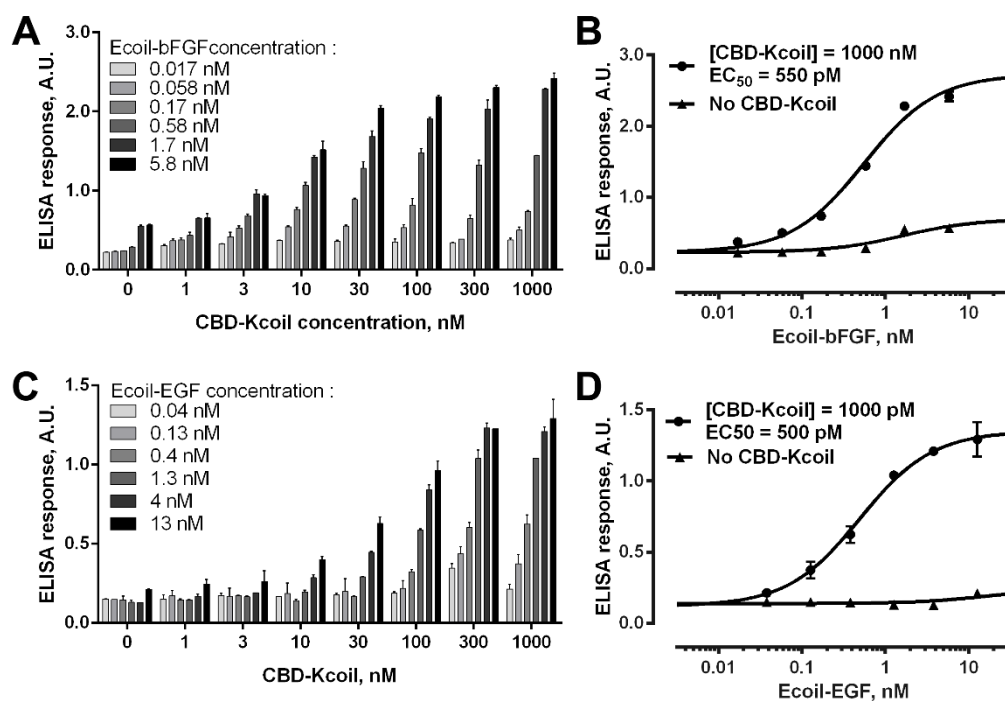 A
Ecoil-bFGFconcentration :
0.017 nM
0.058 nM
0.17 nM
0.58 nM
1.7 nM
5.8 nM
ELISA response, A.U.
3.0
2.0
1.0
0.0
0 1 3 10 30 100 300 1000
CBD-Kcoil concentration, nM
B
[CBD-Kcoil] = 1000 nM
EC50 = 550 pM
No CBD-Kcoil
ELISA response, A.U.
3.0
2.0
1.0
0.0
0.01 0.1 1 10
Ecoil-bFGF, nM
C
Ecoil-EGF concentration :
0.04 nM
0.13 nM
0.4 nM
1.3 nM
4 nM
13 nM
ELISA response, A.U.
1.5
1.0
0.5
0.0
0 1 3 10 30 100 300 1000
CBD-Kcoil, nM
D
[CBD-Kcoil] = 1000 pM
EC50 = 500 pM
No CBD-Kcoil
ELISA response, A.U.
1.5
1.0
0.5
0.0
0.01 0.1 1 10
Ecoil-EGF, nM